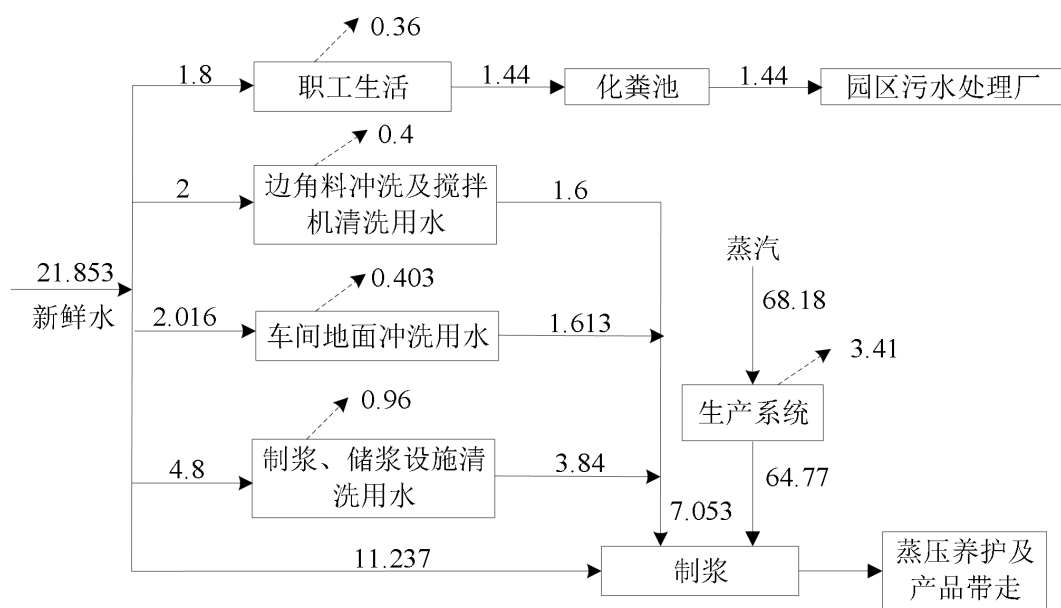 0.36
1.8
职工生活
1.44
化粪池
1.44
园区污水处理厂
0.4
2
边角料冲洗及搅拌
机清洗用水
1.6
蒸汽
21.853
新鲜水
0.403
68.18
2.016
车间地面冲洗用水
1.613
3.41
生产系统
0.96
4.8
制浆、储浆设施清
洗用水
3.84
64.77
7.053
11.237
制浆
蒸压养护及
产品带走